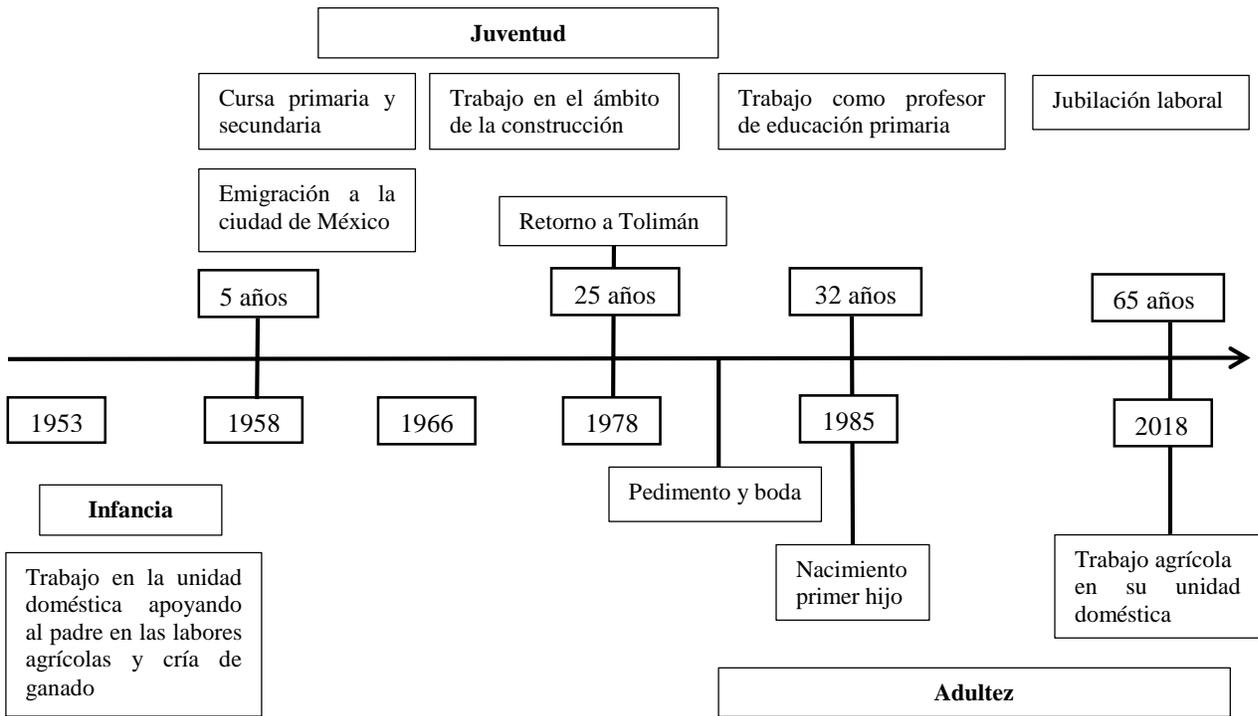 Juventud
Cursa primaria y
secundaria
Trabajo en el ámbito
de la construcción
Trabajo como profesor
de educación primaria
Jubilación laboral
Emigración a la
ciudad de México
Retorno a Tolimán
5 años
25 años
32 años
65 años
1953
1958
1966
1978
1985
2018
Pedimento y boda
Infancia
Trabajo en la unidad
doméstica apoyando
al padre en las labores
agrícolas y cría de
ganado
Nacimiento
primer hijo
Trabajo agrícola
en su unidad
doméstica
Adultez